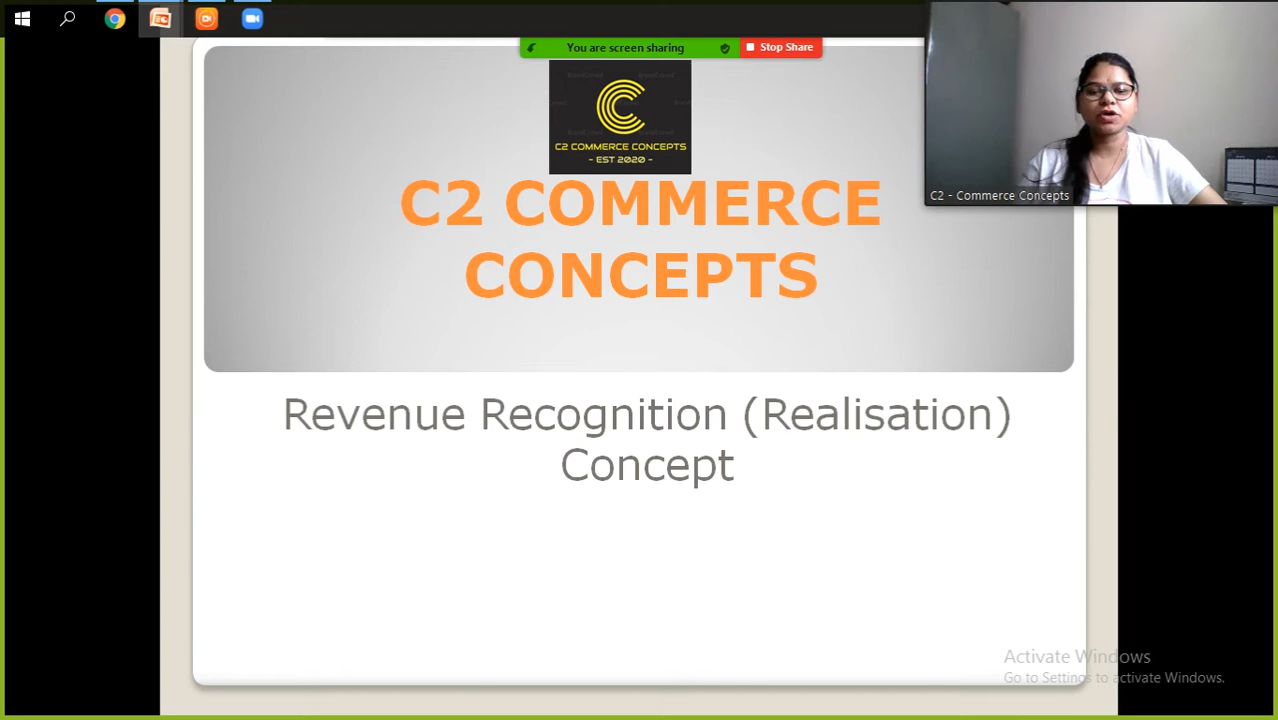 You are screen sharing
Stop Share
C2 COMMERCE CONCEPTS
- EST 2020 -
C2 COMMERCE
CONCEPTS
C2 - Commerce Concepts
Revenue Recognition (Realisation)
Concept
Activate Windows
Go to Settings to activate Windows.